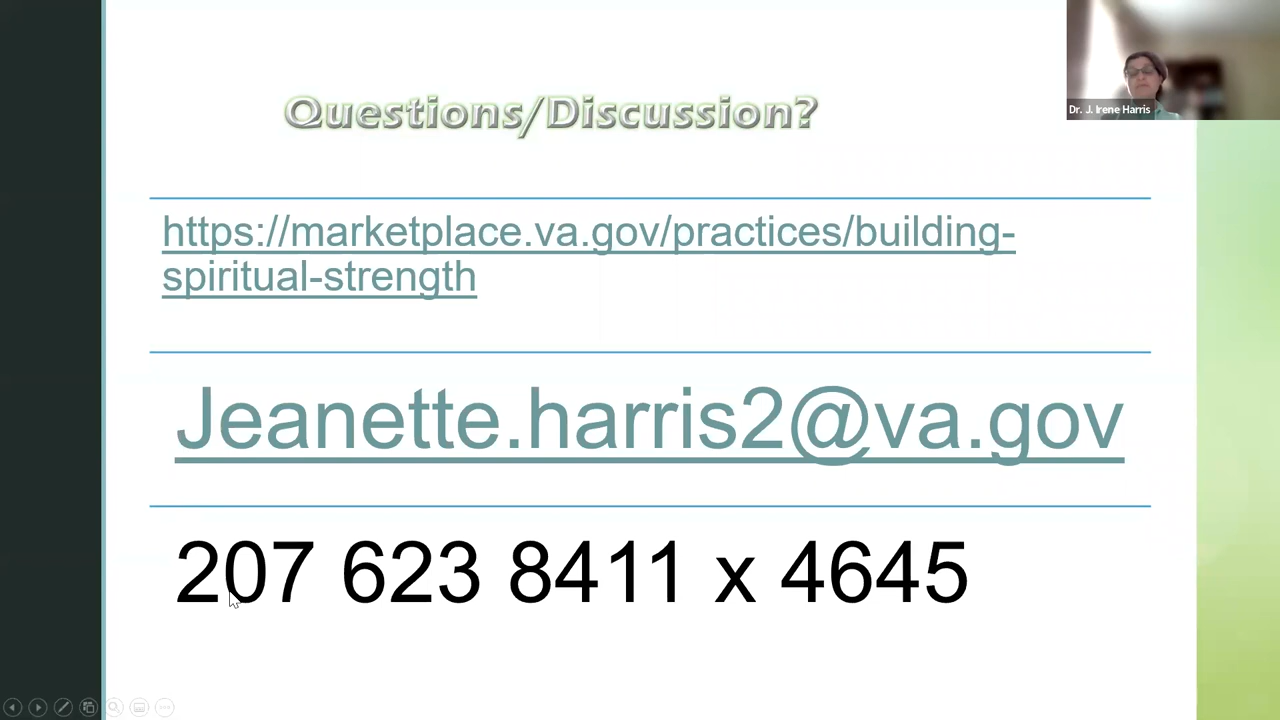 Dr. J. Irene Harris
Questions/Discussion?
https://marketplace.va.gov/practices/building-
spiritual-strength
Jeanette.harris2@va.gov
207 623 8411 x 4645